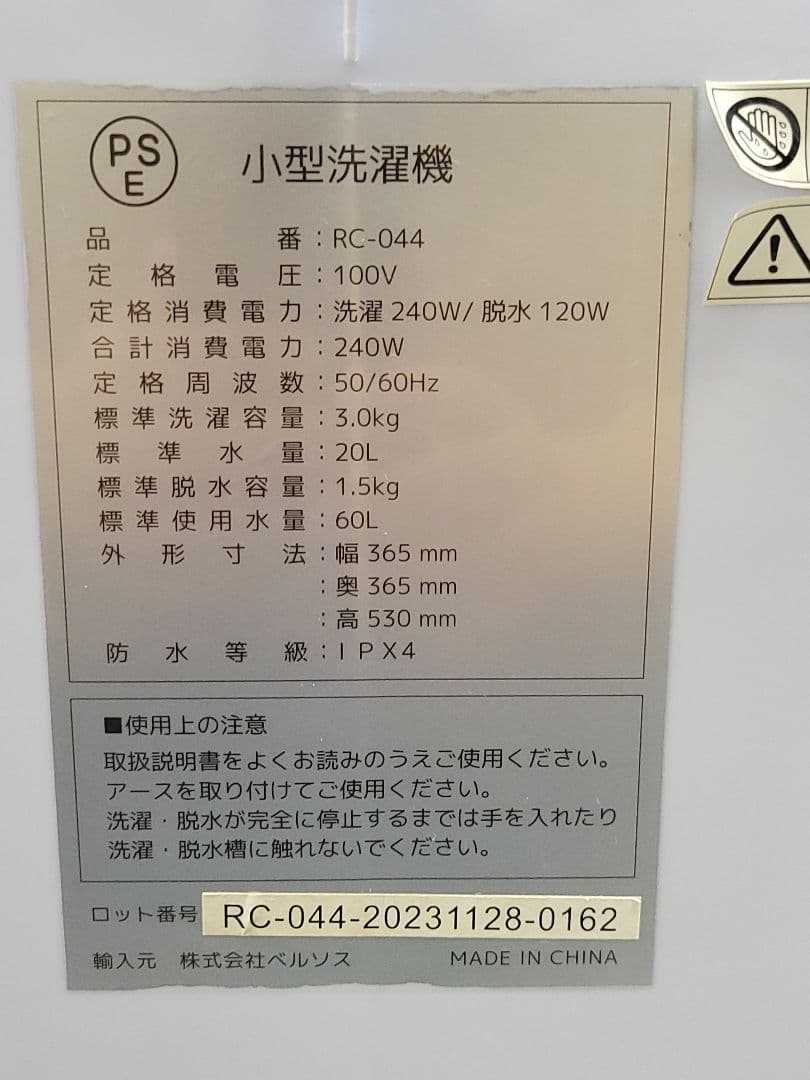 PS
E
小型洗濯機
品番：RC-044
定格電圧：100V
定格消費電力：洗濯 240W/ 脱水 120W
合計消費電力：240W
定格周波数：50/60Hz
標準洗濯容量：3.0kg
標準水量：20L
標準脱水容量：1.5kg
標準使用水量：60L
外形寸法：幅 365 mm
：奥 365 mm
：高 530 mm
防水等級：IPX4
■使用上の注意
取扱説明書をよくお読みのうえご使用ください。
アースを取り付けてご使用ください。
洗濯・脱水が完全に停止するまでは手を入れたり
洗濯・脱水槽に触れないでください。
ロット番号 RC-044-20231128-0162
輸入元 株式会社ベルソス MADE IN CHINA